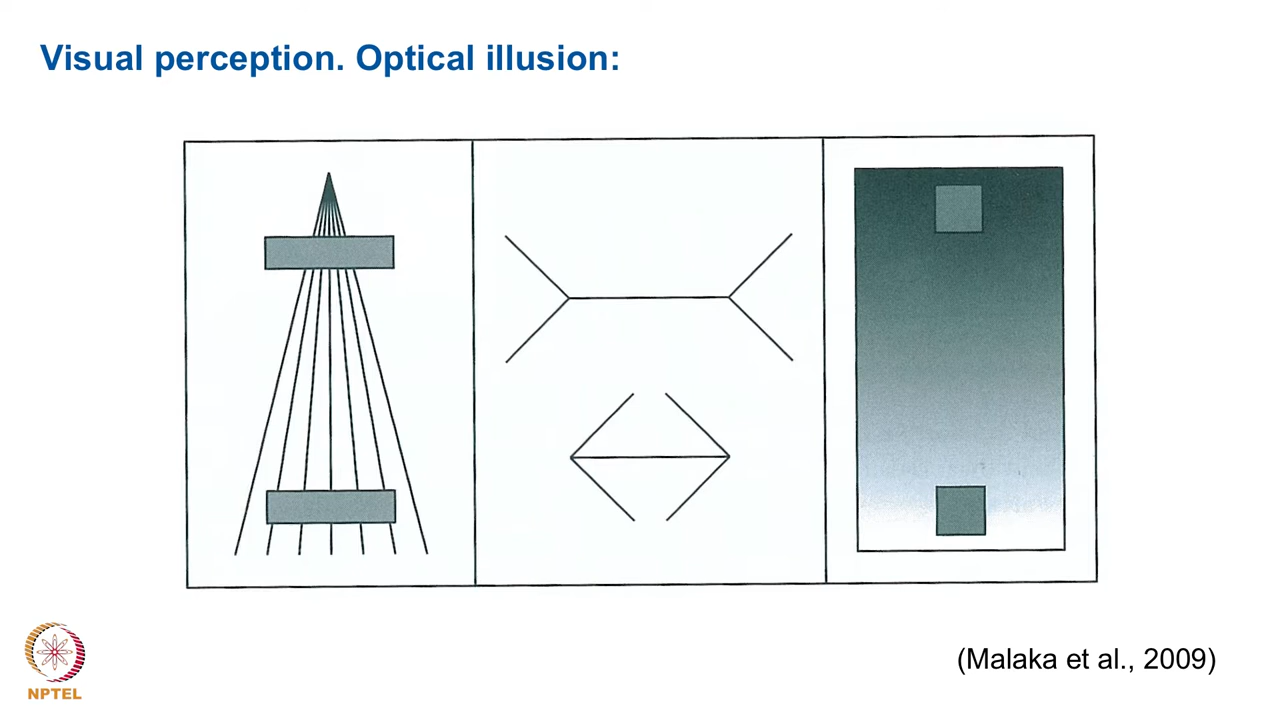 Visual perception. Optical illusion:
(Malaka et al., 2009)
NPTEL